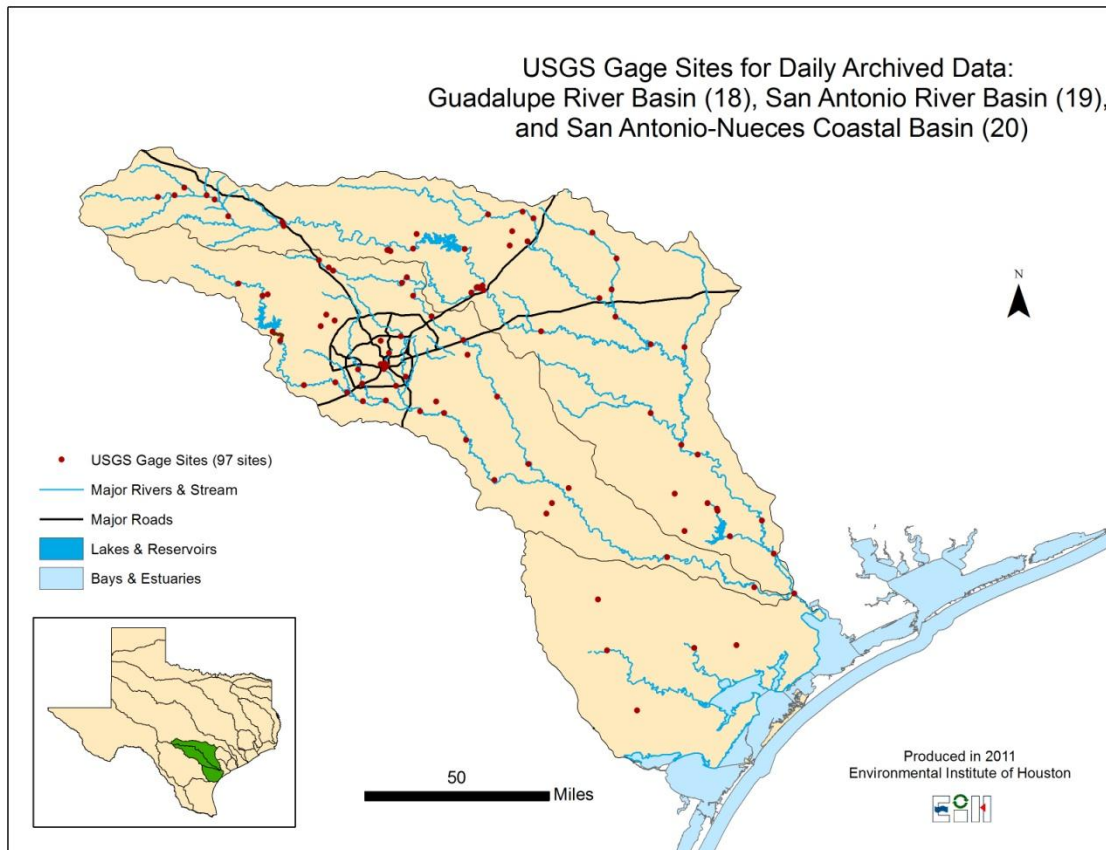 USGS Gage Sites for Daily Archived Data:
Guadalupe River Basin (18), San Antonio River Basin (19),
and San Antonio-Nueces Coastal Basin (20)
N
USGS Gage Sites (97 sites)
Major Rivers & Stream
Major Roads
Lakes & Reservoirs
Bays & Estuaries
50
Miles
Produced in 2011
Environmental Institute of Houston
EIH